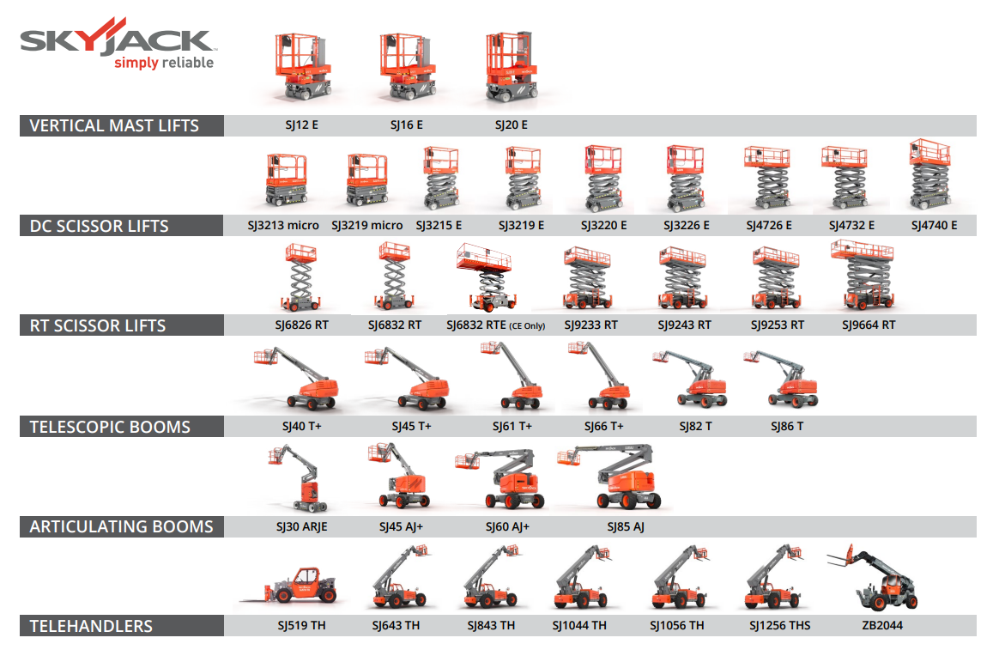 SKYJACK
simply reliable
VERTICAL MAST LIFTS SJ12 E SJ16 E SJ20 E
DC SCISSOR LIFTS SJ3213 micro SJ3219 micro SJ3215 E SJ3219 E SJ3220 E SJ3226 E SJ4726 E SJ4732 E SJ4740 E
RT SCISSOR LIFTS SJ6826 RT SJ6832 RT SJ6832 RTE (CE Only) SJ9233 RT SJ9243 RT SJ9253 RT SJ9664 RT
TELESCOPIC BOOMS SJ40 T+ SJ45 T+ SJ61 T+ SJ66 T+ SJ82 T SJ86 T
ARTICULATING BOOMS SJ30 ARJE SJ45 AJ+ SJ60 AJ+ SJ85 AJ
TELEHANDLERS SJ519 TH SJ643 TH SJ843 TH SJ1044 TH SJ1056 TH SJ1256 THS ZB2044